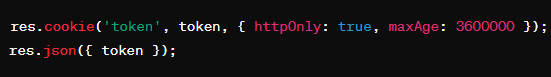 res.cookie('token', token, { httpOnly: true, maxAge: 3600000 });
res.json({ token });